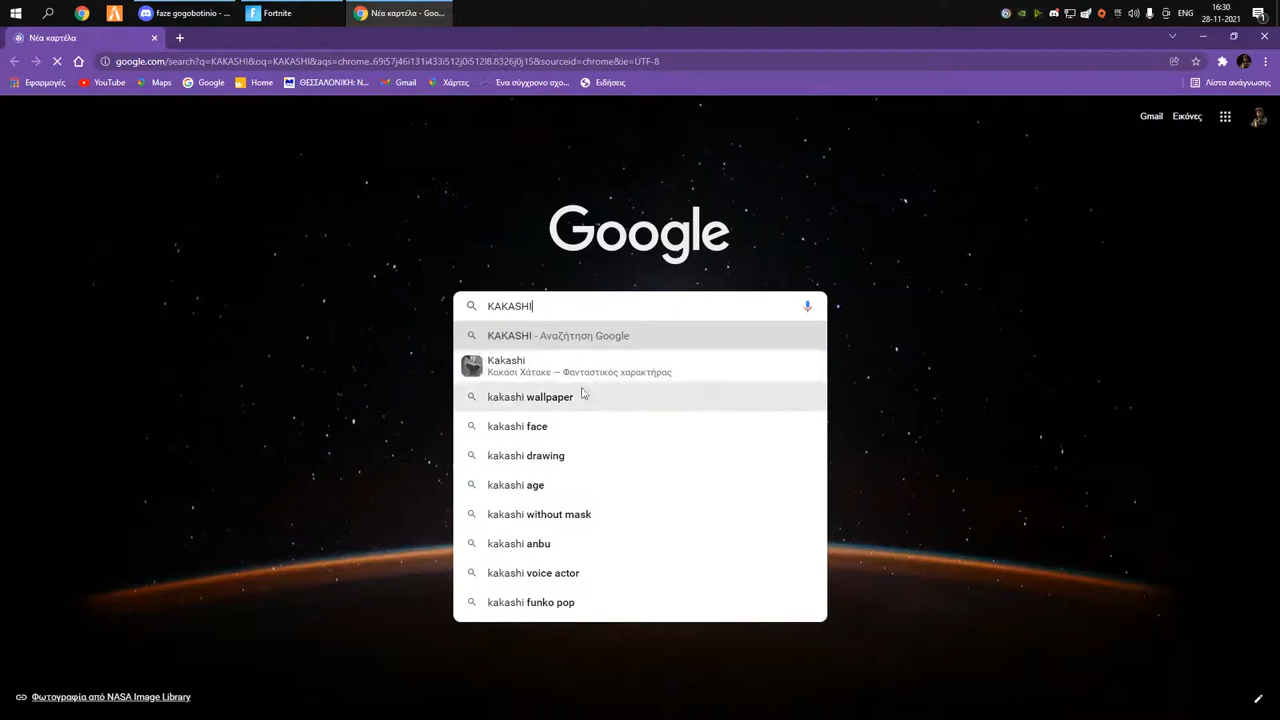 faze gogobotinio - ...
Fortnite
Νέα καρτέλα - Goo...
ENG
16:30
28-11-2021
Νέα καρτέλα
google.com/search?q=KAKASHI&oq=KAKASHI&aqs=chrome..69i57j46i131i433i512j0i512l8.8326j0j15&sourceid=chrome&ie=UTF-8
Εφαρμογές
YouTube
Maps
Google
Home
ΘΕΣΣΑΛΟΝΙΚΗ: Ν...
Gmail
Χάρτες
Ένα σύγχρονο σχο...
Ειδήσεις
Λίστα ανάγνωσης
Gmail
Εικόνες
Google
KAKASHI
KAKASHI - Αναζήτηση Google
Kakashi
Κακάσι Χάτακε — Φανταστικός χαρακτήρας
kakashi wallpaper
kakashi face
kakashi drawing
kakashi age
kakashi without mask
kakashi anbu
kakashi voice actor
kakashi funko pop
Φωτογραφία από NASA Image Library